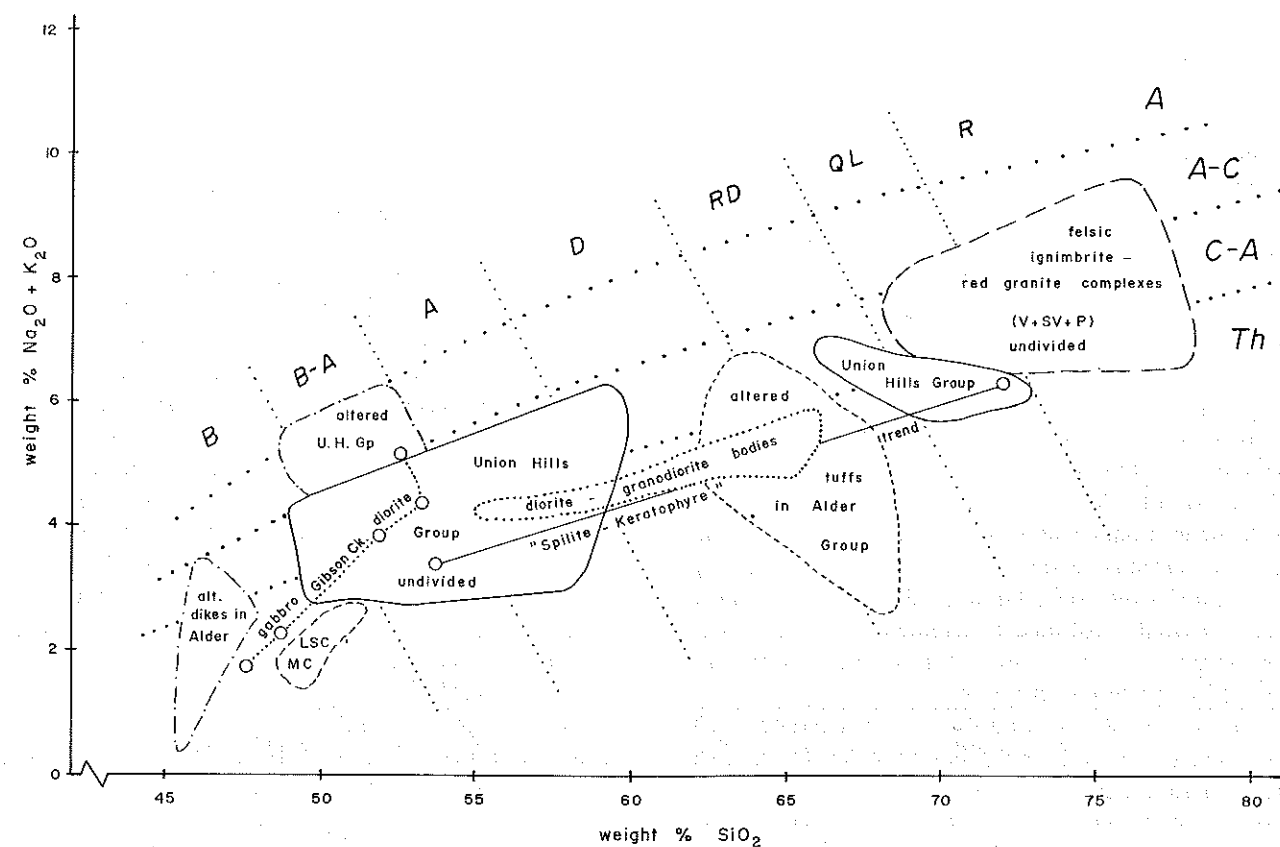 12
10
8
6
4
2
0
weight % Na₂O + K₂O
45
50
55
60
65
70
75
80
weight % SiO₂
B
B-A
A
D
RD
QL
R
A
A-C
C-A
Th
felsic
ignimbrite –
red granite complexes
(V+SV+P)
undivided
Union
Hills Group
altered
U. H. Gp
Union Hills
Group
undivided
diorite – granodiorite bodies
"Spilite – Keratophyre"
trend
altered
tuffs
in Alder
Group
gabbro Gibson Ck. diorite
alt.
dikes in
Alder
LSC
MC